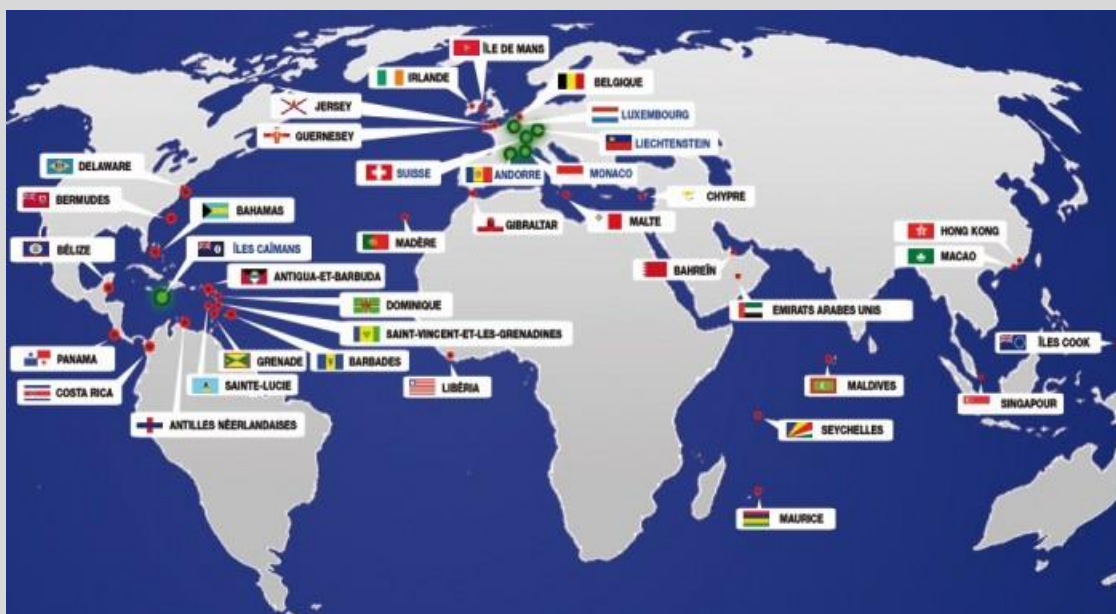 ÎLE DE MANS
IRLANDE
BELGIQUE
JERSEY
LUXEMBOURG
GUERNESEY
LIECHTENSTEIN
DELAWARE
SUISSE
ANDORRE
MONACO
BERMUDES
BAHAMAS
CHYPRE
GIBRALTAR
MALTE
HONG KONG
MADÈRE
BÉLIZE
ÎLES CAÏMANS
MACAO
BAHREÏN
ANTIGUA-ET-BARBUDA
DOMINIQUE
EMIRATS ARABES UNIS
SAINT-VINCENT-ET-LES-GRENADINES
ÎLES COOK
PANAMA
GRENADE
BARBADES
SAINTE-LUCIE
LIBÉRIA
MALDIVES
COSTA RICA
SINGAPOUR
ANTILLES NÉERLANDAISES
SEYCHELLES
MAURICE